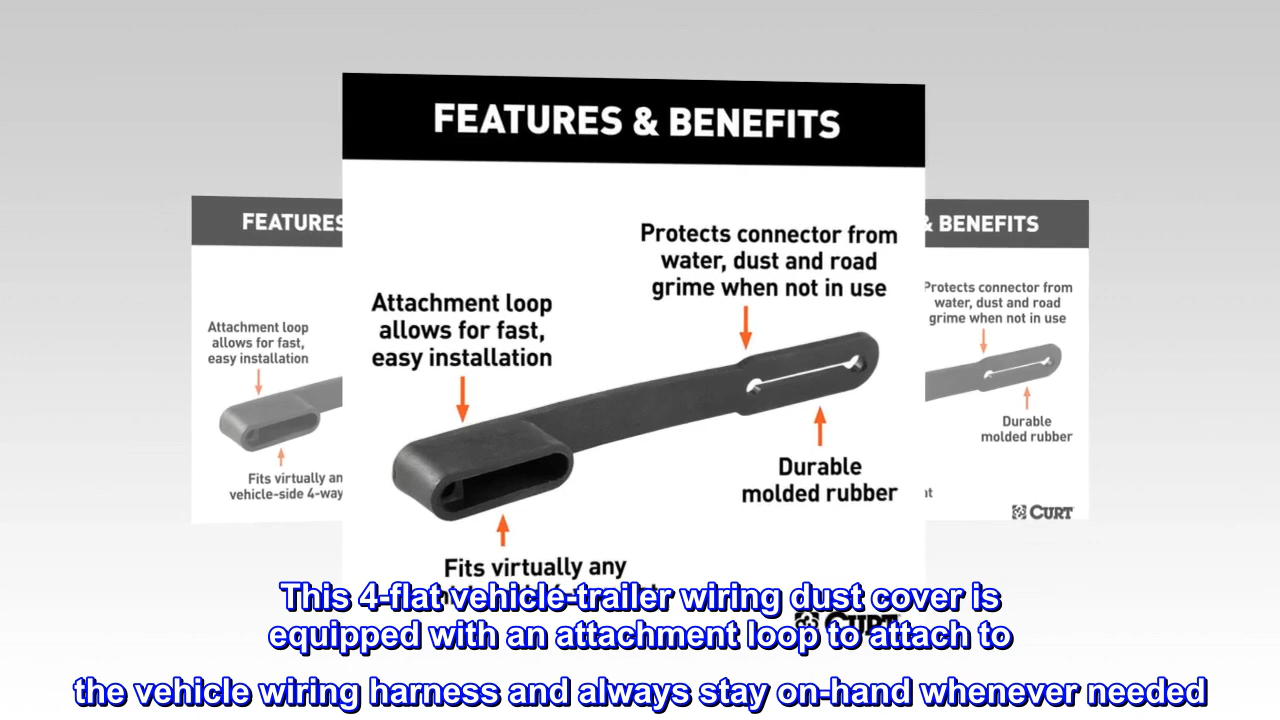 FEATURES & BENEFITS
Protects connector from
water, dust and road
grime when not in use
Attachment loop
allows for fast,
easy installation
Durable
molded rubber
Fits virtually any
CURT
FEATURES
Attachment loop
allows for fast,
easy installation
Fits virtually an
vehicle-side 4-way
& BENEFITS
Protects connector from
water, dust and road
grime when not in use
Durable
molded rubber
nt
CURT
This 4-flat vehicle-trailer wiring dust cover is
equipped with an attachment loop to attach to
the vehicle wiring harness and always stay on-hand whenever needed